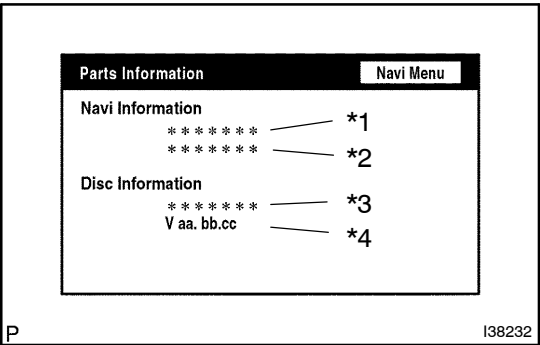 Parts Information Navi Menu
Navi Information
* * * * * * * *1
* * * * * * * *2
Disc Information
* * * * * * * *3
V aa. bb.cc *4
P I38232